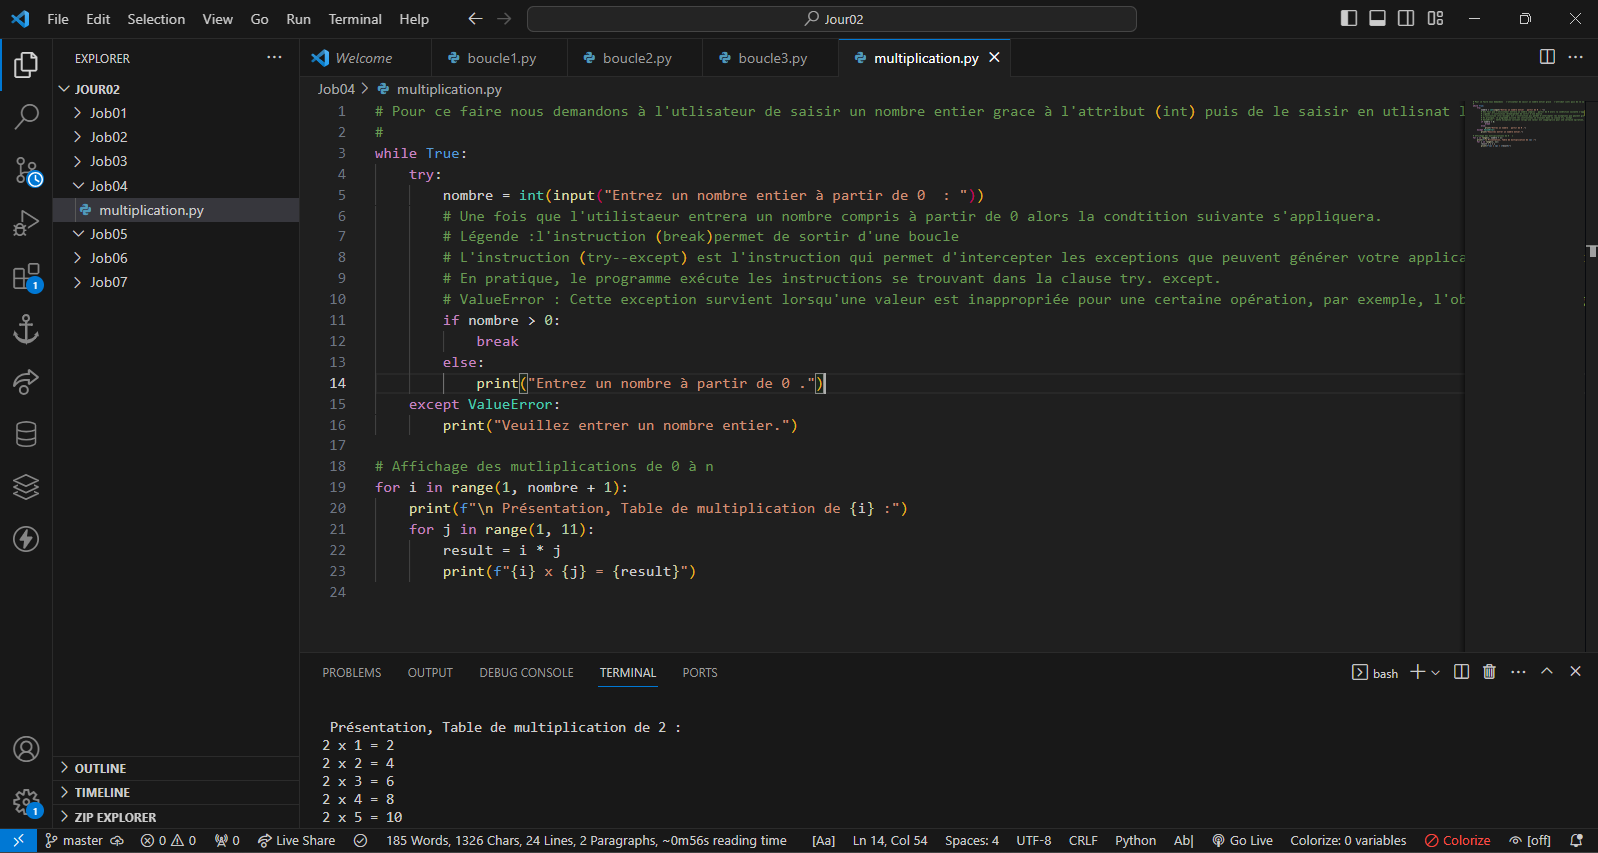 File Edit Selection View Go Run Terminal Help Jour02
EXPLORER
Welcome boucle1.py boucle2.py boucle3.py multiplication.py
JOUR02
Job01
Job02
Job03
Job04
multiplication.py
Job05
Job06
Job07
OUTLINE
TIMELINE
ZIP EXPLORER
1
1
Job04 > multiplication.py
1 # Pour ce faire nous demandons à l'utlisateur de saisir un nombre entier grace à l'attribut (int) puis de le saisir en utlisnat l
2 #
3 while True:
4 try:
5 nombre = int(input("Entrez un nombre entier à partir de 0  : "))
6 # Une fois que l'utilistaeur entrera un nombre compris à partir de 0 alors la condtition suivante s'appliquera.
7 # Légende :l'instruction (break)permet de sortir d'une boucle
8 # L'instruction (try--except) est l'instruction qui permet d'intercepter les exceptions que peuvent générer votre applica
9 # En pratique, le programme exécute les instructions se trouvant dans la clause try. except.
10 # ValueError : Cette exception survient lorsqu'une valeur est inappropriée pour une certaine opération, par exemple, l'ob
11 if nombre > 0:
12 break
13 else:
14 print("Entrez un nombre à partir de 0 .")
15 except ValueError:
16 print("Veuillez entrer un nombre entier.")
17
18 # Affichage des mutliplications de 0 à n
19 for i in range(1, nombre + 1):
20 print(f"\n Présentation, Table de multiplication de {i} :")
21 for j in range(1, 11):
22 result = i * j
23 print(f"{i} x {j} = {result}")
24
PROBLEMS OUTPUT DEBUG CONSOLE TERMINAL PORTS bash
Présentation, Table de multiplication de 2 :
2 x 1 = 2
2 x 2 = 4
2 x 3 = 6
2 x 4 = 8
2 x 5 = 10
master 0 0 0 Live Share 185 Words, 1326 Chars, 24 Lines, 2 Paragraphs, ~0m56s reading time [Aa] Ln 14, Col 54 Spaces: 4 UTF-8 CRLF Python Ab| Go Live Colorize: 0 variables Colorize [off]